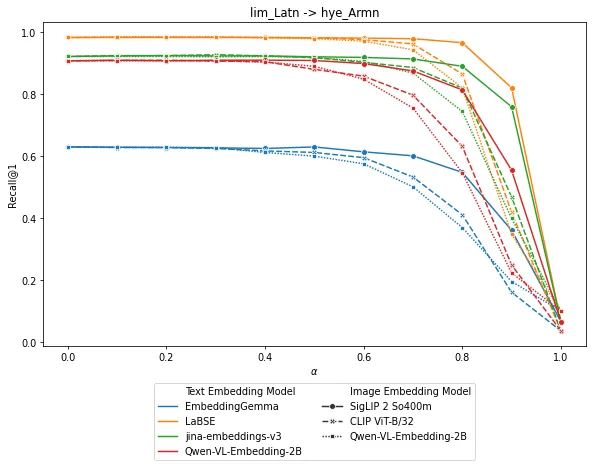 lim_Latn -> hye_Armn
1.0
0.8
0.6
0.4
0.2
0.0
Recall@1
0.0 0.2 0.4 0.6 0.8 1.0
α
Text Embedding Model Image Embedding Model
EmbeddingGemma SigLIP 2 So400m
LaBSE CLIP ViT-B/32
jina-embeddings-v3 Qwen-VL-Embedding-2B
Qwen-VL-Embedding-2B